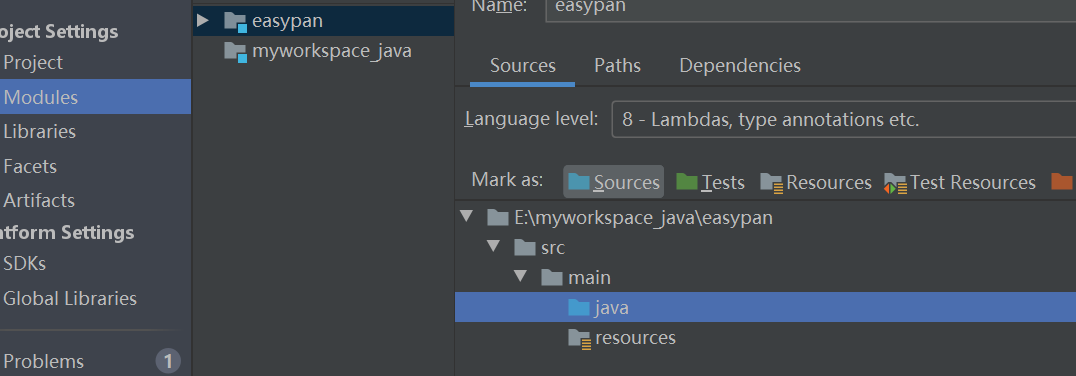 oject Settings
Project
Modules
Libraries
Facets
Artifacts
atform Settings
SDKs
Global Libraries
Problems 1
easypan
myworkspace_java
Name: easypan
Sources Paths Dependencies
Language level: 8 - Lambdas, type annotations etc.
Mark as: Sources Tests Resources Test Resources
E:\myworkspace_java\easypan
src
main
java
resources